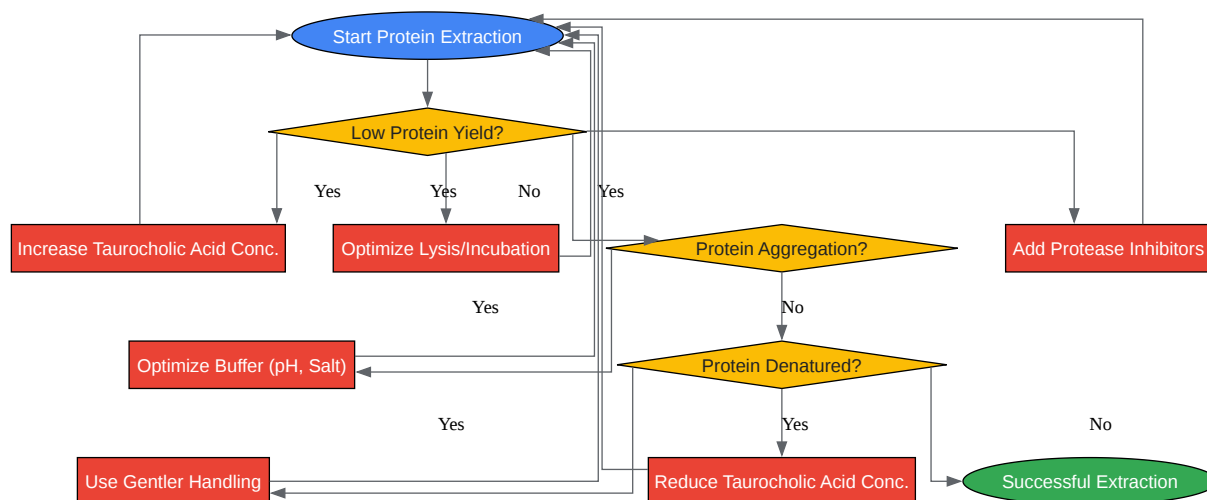 Start Protein Extraction
Low Protein Yield?
Yes
Yes
No
Yes
Increase Taurocholic Acid Conc.
Optimize Lysis/Incubation
Protein Aggregation?
Add Protease Inhibitors
Yes
No
Optimize Buffer (pH, Salt)
Protein Denatured?
Yes
Yes
No
Use Gentler Handling
Reduce Taurocholic Acid Conc.
Successful Extraction